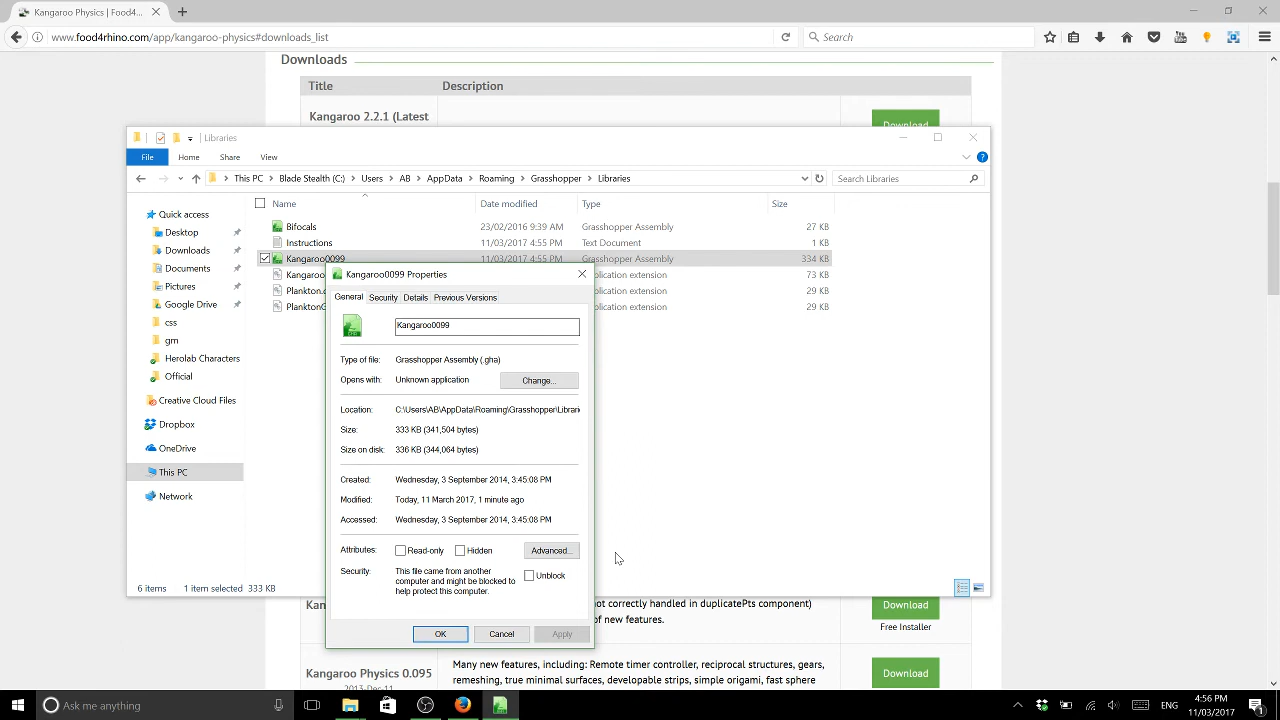 Kangaroo Physics | Food4
www.food4rhino.com/app/kangaroo-physics#downloads_list
Search
Downloads
Title
Description
Kangaroo 2.2.1 (Latest
Download
Libraries
File
Home
Share
View
This PC
Blade Stealth (C:)
Users
AB
AppData
Roaming
Grasshopper
Libraries
Search Libraries
Name
Date modified
Type
Size
Quick access
Desktop
Downloads
Documents
Pictures
Google Drive
css
gm
Herolab Characters
Official
Creative Cloud Files
Dropbox
OneDrive
This PC
Network
Bifocals 23/02/2016 9:39 AM Grasshopper Assembly 27 KB
Instructions 11/03/2017 4:55 PM Text Document 1 KB
Kangaroo0099 11/03/2017 4:55 PM Grasshopper Assembly 334 KB
Kangaroo pplication extension 73 KB
Plankton. pplication extension 29 KB
PlanktonG pplication extension 29 KB
Kangaroo0099 Properties
General Security Details Previous Versions
Kangaroo0099
Type of file: Grasshopper Assembly (.gha)
Opens with: Unknown application Change...
Location: C:\Users\AB\AppData\Roaming\Grasshopper\Librari
Size: 333 KB (341,504 bytes)
Size on disk: 336 KB (344,064 bytes)
Created: Wednesday, 3 September 2014, 3:45:08 PM
Modified: Today, 11 March 2017, 1 minute ago
Accessed: Wednesday, 3 September 2014, 3:45:08 PM
Attributes: Read-only Hidden Advanced...
Security: This file came from another
computer and might be blocked to
help protect this computer.
Unblock
OK Cancel Apply
6 items 1 item selected 333 KB
Ka
not correctly handled in duplicatePts component)
of new features.
Download
Free Installer
Kangaroo Physics 0.095
2013-Dec-11
Many new features, including: Remote timer controller, reciprocal structures, gears,
remeshing, true minimal surfaces, developable strips, simple origami, fast sphere
Download
Ask me anything
ENG
4:56 PM
11/03/2017
1